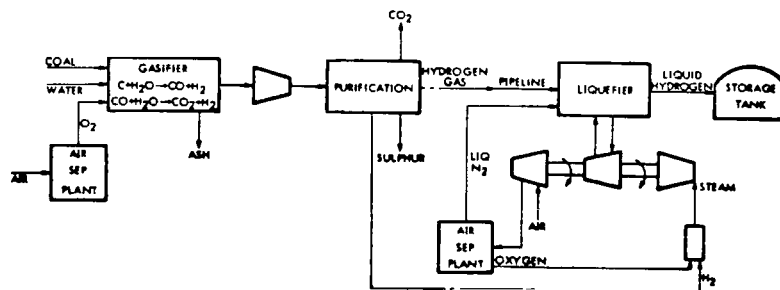 COAL
WATER
GASIFIER
C+H₂O→CO+H₂
CO+H₂O→CO₂+H₂
O₂
AIR
AIR
SEP
PLANT
ASH
CO₂
PURIFICATION
SULPHUR
HYDROGEN
GAS
PIPELINE
LIQUEFIER
LIQUID
HYDROGEN
STORAGE
TANK
LIQ
N₂
AIR
STEAM
AIR
SEP
PLANT
OXYGEN
H₂